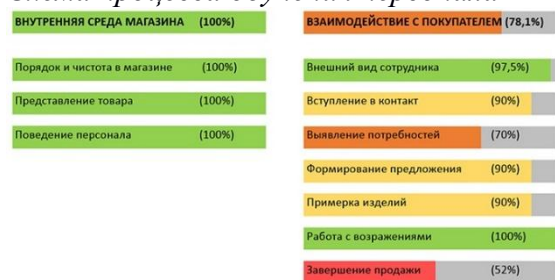 ВНУТРЕННЯЯ СРЕДА МАГАЗИНА (100%)
Порядок и чистота в магазине (100%)
Представление товара (100%)
Поведение персонала (100%)
ВЗАИМОДЕЙСТВИЕ С ПОКУПАТЕЛЕМ (78,1%)
Внешний вид сотрудника (97,5%)
Вступление в контакт (90%)
Выявление потребностей (70%)
Формирование предложения (90%)
Примерка изделий (90%)
Работа с возражениями (100%)
Завершение продажи (52%)